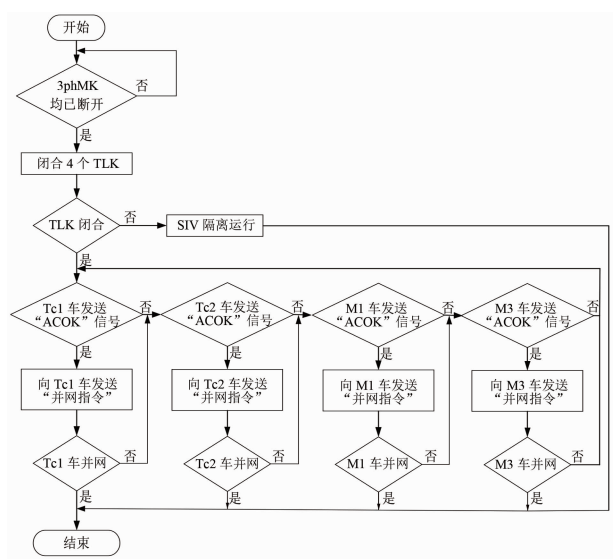 开始
3phMK
均已断开
否
是
闭合 4 个 TLK
TLK 闭合
否
SIV 隔离运行
是
Tc1 车发送
“ACOK”信号
否
Tc2 车发送
“ACOK”信号
否
M1 车发送
“ACOK”信号
否
M3 车发送
“ACOK”信号
否
是
是
是
是
向 Tc1 车发送
“并网指令”
向 Tc2 车发送
“并网指令”
向 M1 车发送
“并网指令”
向 M3 车发送
“并网指令”
Tc1 车并网
否
Tc2 车并网
否
M1 车并网
否
M3 车并网
否
是
是
是
是
结束